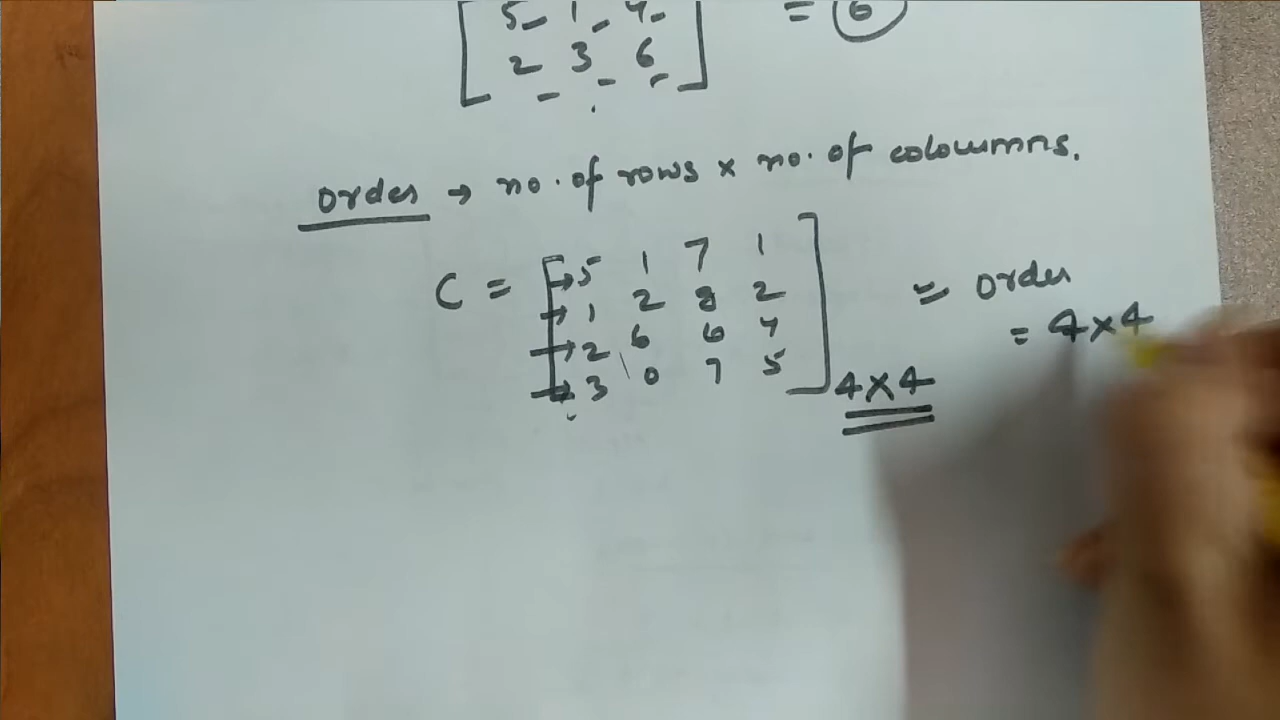 5 1 4 = 6
2 3 6
order → no. of rows × no. of coloumns.
C = 5 1 7 1 = order
1 2 8 2
2 6 6 4 = 4×4
3 0 7 5 4×4